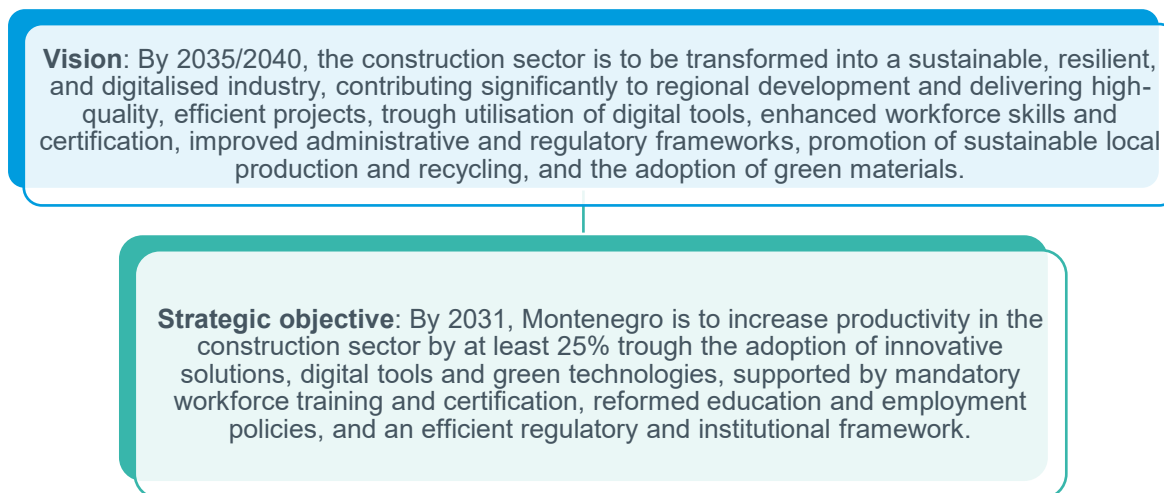 Vision: By 2035/2040, the construction sector is to be transformed into a sustainable, resilient,
and digitalised industry, contributing significantly to regional development and delivering high-
quality, efficient projects, trough utilisation of digital tools, enhanced workforce skills and
certification, improved administrative and regulatory frameworks, promotion of sustainable local
production and recycling, and the adoption of green materials.
Strategic objective: By 2031, Montenegro is to increase productivity in the
construction sector by at least 25% trough the adoption of innovative
solutions, digital tools and green technologies, supported by mandatory
workforce training and certification, reformed education and employment
policies, and an efficient regulatory and institutional framework.